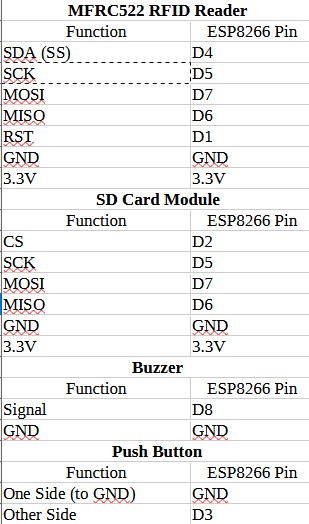 MFRC522 RFID Reader
Function ESP8266 Pin
SDA (SS) D4
SCK D5
MOSI D7
MISO D6
RST D1
GND GND
3.3V 3.3V
SD Card Module
Function ESP8266 Pin
CS D2
SCK D5
MOSI D7
MISO D6
GND GND
3.3V 3.3V
Buzzer
Function ESP8266 Pin
Signal D8
GND GND
Push Button
Function ESP8266 Pin
One Side (to GND) GND
Other Side D3